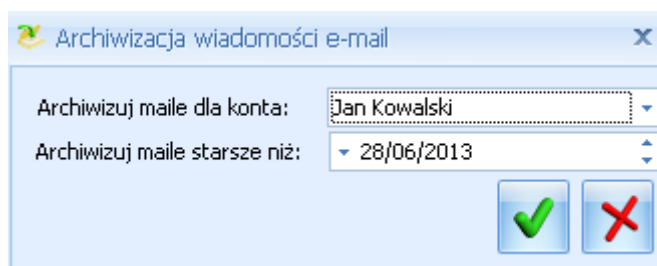 Archiwizacja wiadomości e-mail
Archiwizuj maile dla konta: Jan Kowalski
Archiwizuj maile starsze niż: 28/06/2013